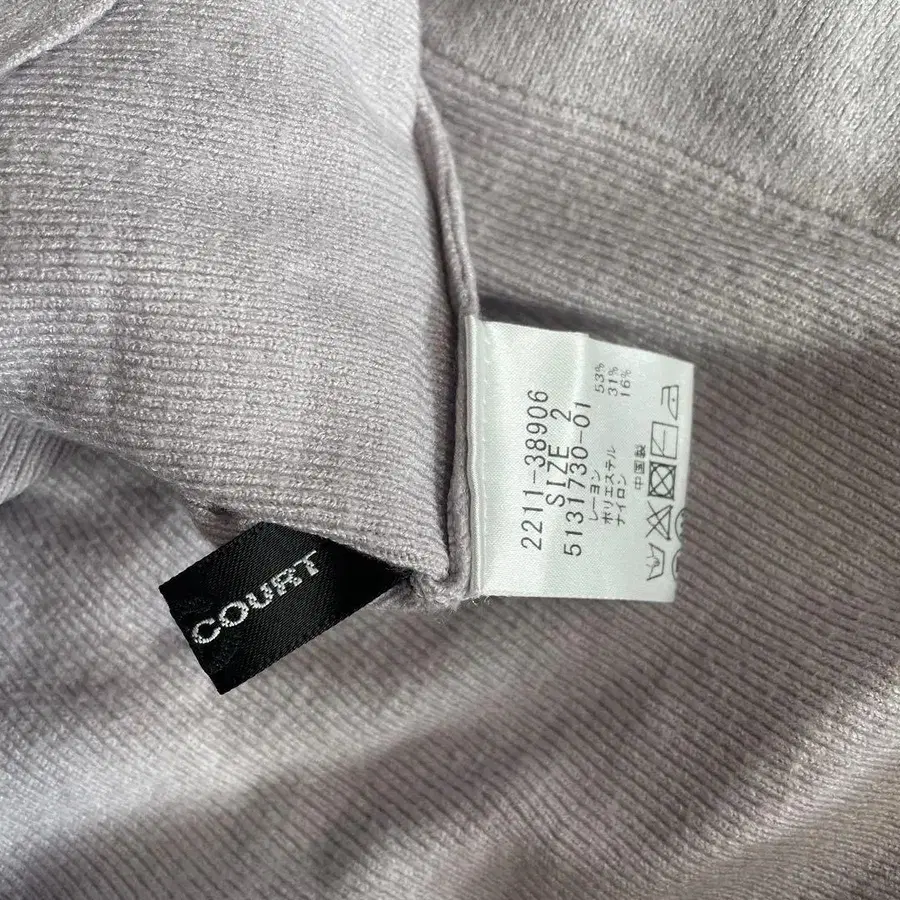 2211-38906
SIZE 2
5131730-01
レーヨン 53%
ポリエステル 31%
ナイロン 16%
中国製
COURT